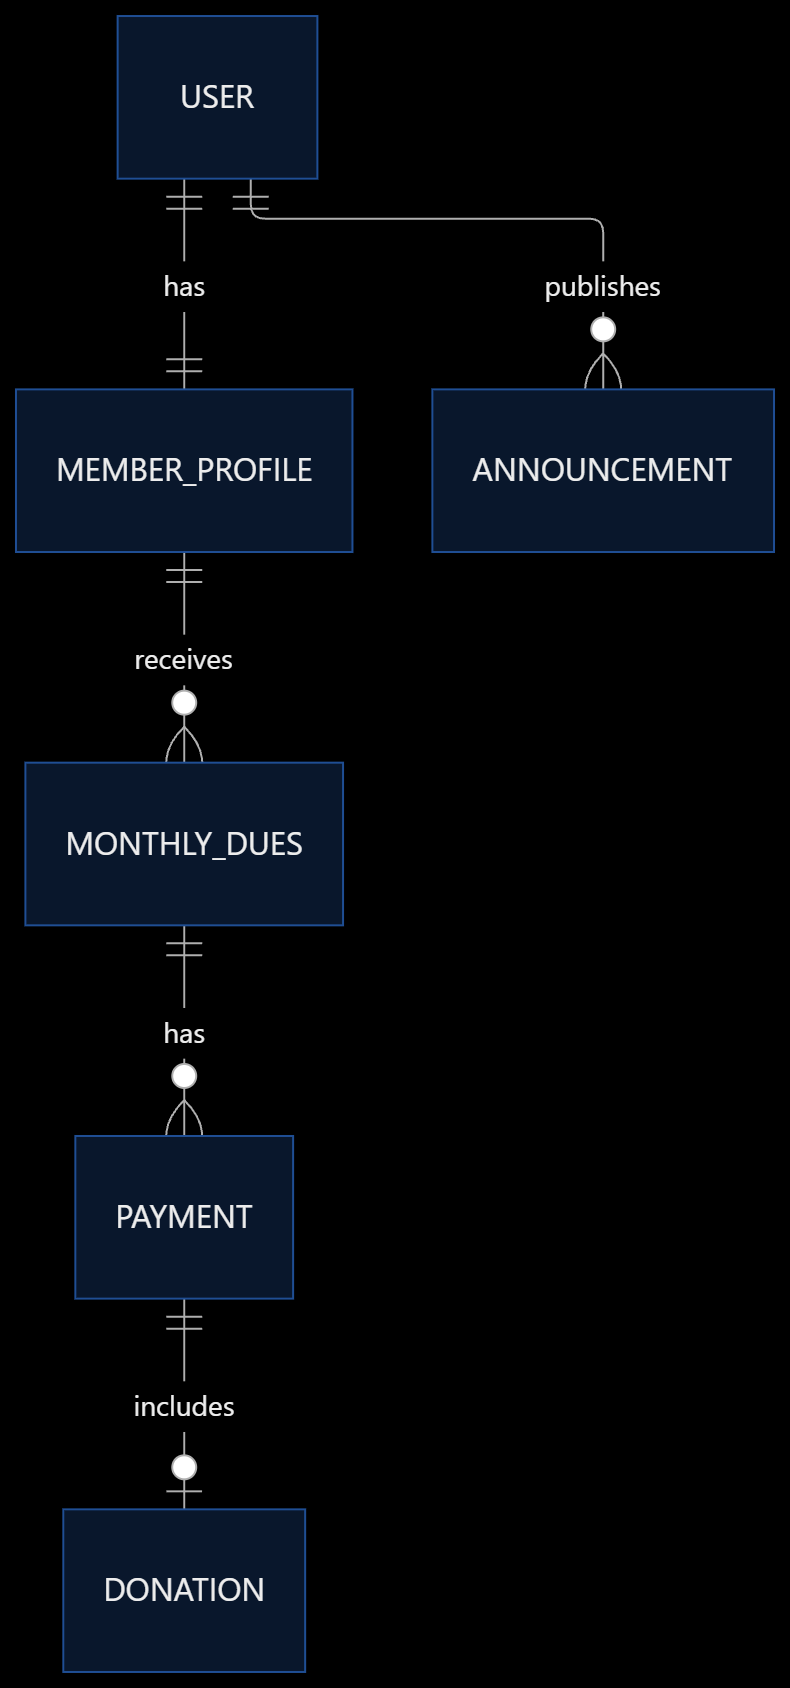 USER
has
publishes
MEMBER_PROFILE
ANNOUNCEMENT
receives
MONTHLY_DUES
has
PAYMENT
includes
DONATION